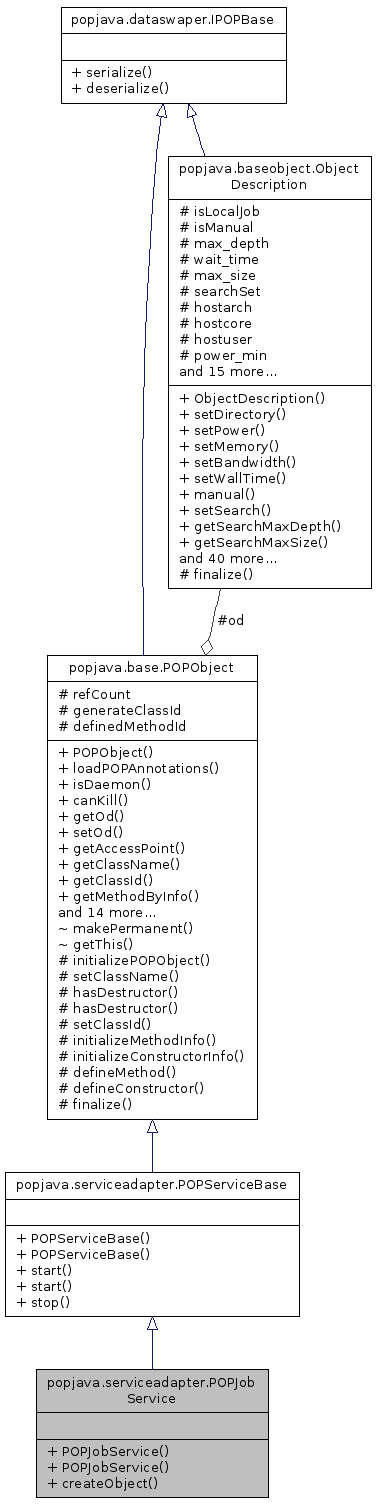 popjava.dataswaper.IPOPBase
+ serialize()
+ deserialize()
popjava.baseobject.Object
Description
# isLocalJob
# isManual
# max_depth
# wait_time
# max_size
# searchSet
# hostarch
# hostcore
# hostuser
# power_min
and 15 more...
+ ObjectDescription()
+ setDirectory()
+ setPower()
+ setMemory()
+ setBandwidth()
+ setWallTime()
+ manual()
+ setSearch()
+ getSearchMaxDepth()
+ getSearchMaxSize()
and 40 more...
# finalize()
#od
popjava.base.POPObject
# refCount
# generateClassId
# definedMethodId
+ POPObject()
+ loadPOPAnnotations()
+ isDaemon()
+ canKill()
+ getOd()
+ setOd()
+ getAccessPoint()
+ getClassName()
+ getClassId()
+ getMethodByInfo()
and 14 more...
~ makePermanent()
~ getThis()
# initializePOPObject()
# setClassName()
# hasDestructor()
# hasDestructor()
# setClassId()
# initializeMethodInfo()
# initializeConstructorInfo()
# defineMethod()
# defineConstructor()
# finalize()
popjava.serviceadapter.POPServiceBase
+ POPServiceBase()
+ POPServiceBase()
+ start()
+ start()
+ stop()
popjava.serviceadapter.POPJob
Service
+ POPJobService()
+ POPJobService()
+ createObject()